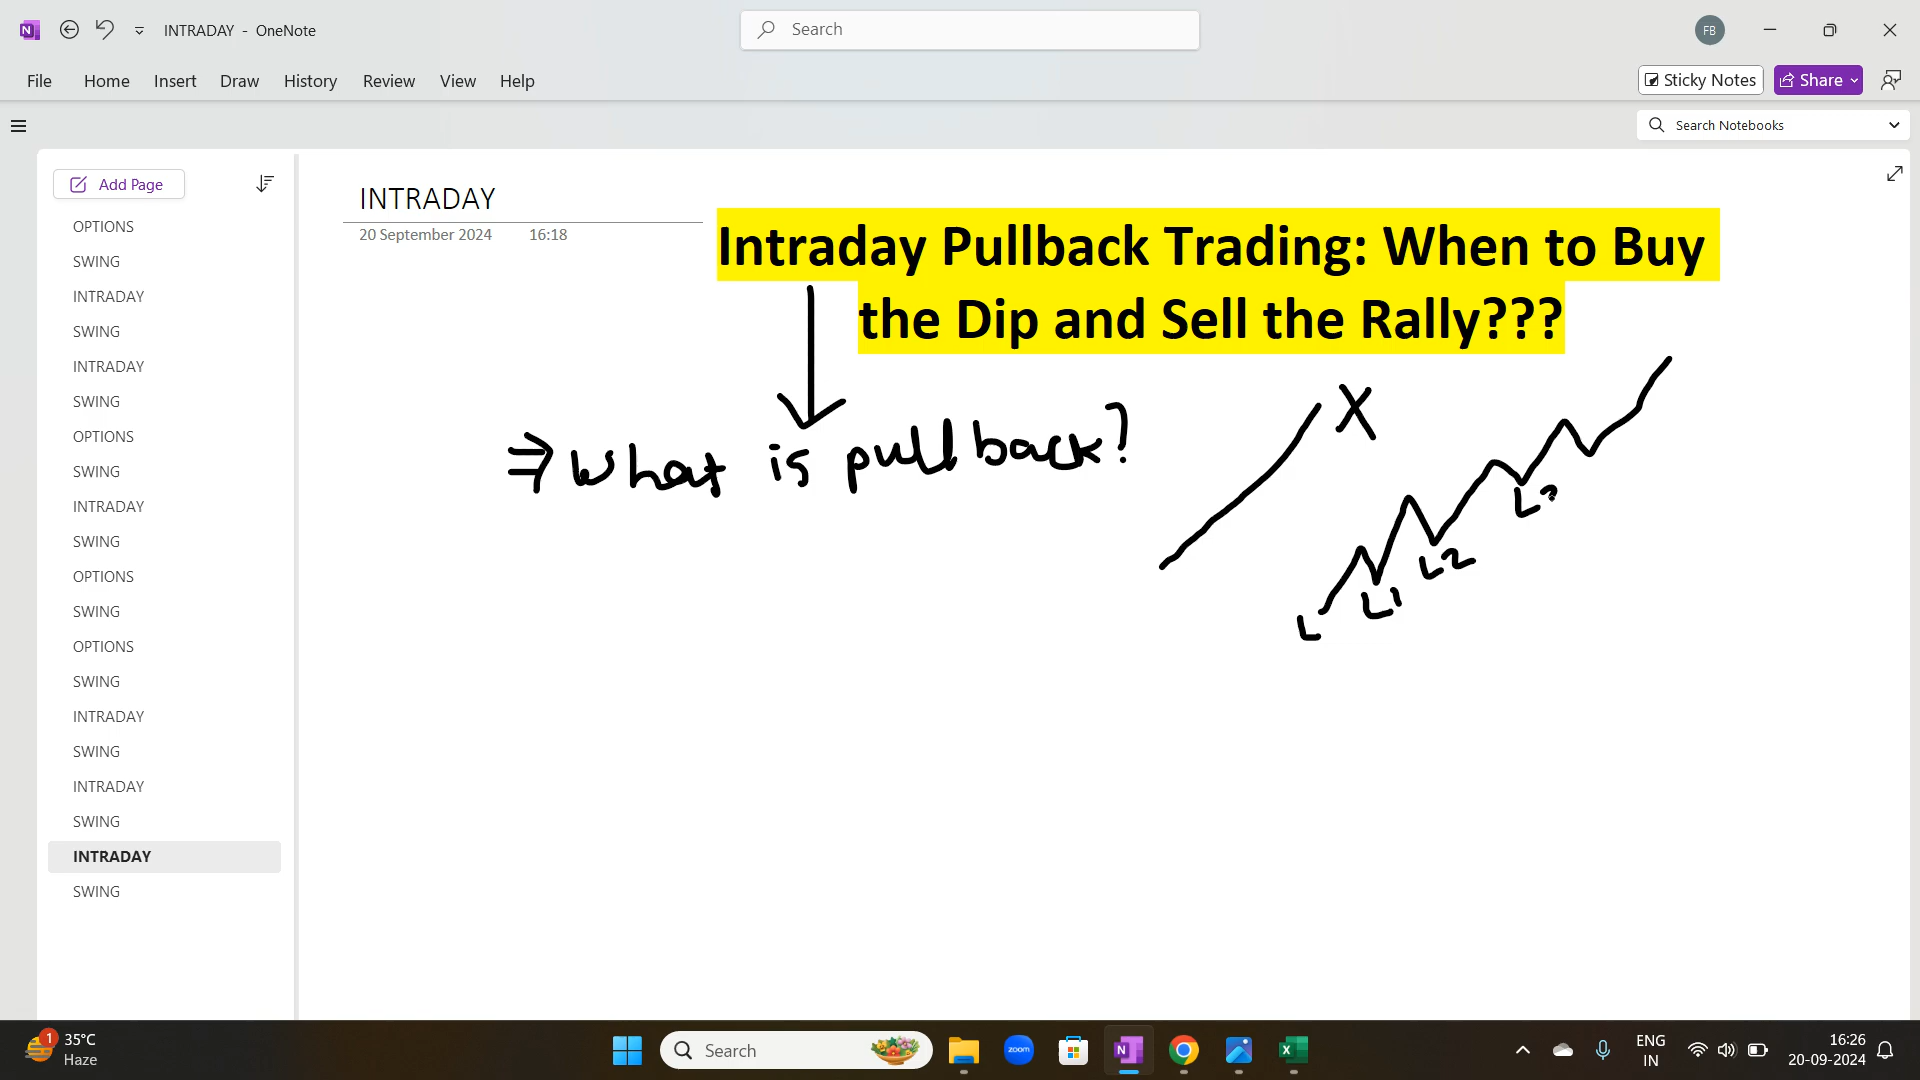 INTRADAY - OneNote
Search
FB
File Home Insert Draw History Review View Help
Sticky Notes
Share
Search Notebooks
Add Page
OPTIONS
SWING
INTRADAY
SWING
INTRADAY
SWING
OPTIONS
SWING
INTRADAY
SWING
OPTIONS
SWING
OPTIONS
SWING
INTRADAY
SWING
INTRADAY
SWING
INTRADAY
SWING
INTRADAY
20 September 2024 16:18
Intraday Pullback Trading: When to Buy
the Dip and Sell the Rally???
⇒ What is pullback?
X
L
L1
L2
L
1
35°C
Haze
Search
zoom
ENG
IN
16:26
20-09-2024